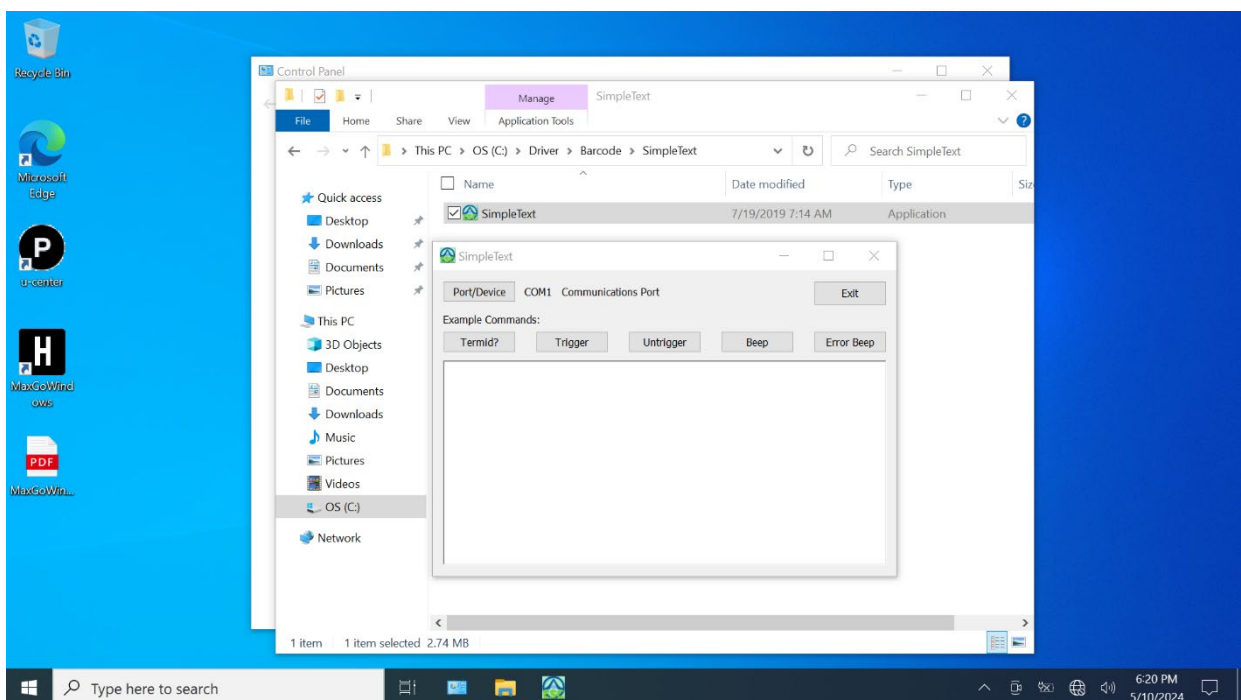 Recycle Bin
Microsoft
Edge
u-center
MaxGoWind
ows
PDF
MaxGoWin...
Control Panel
Manage
SimpleText
File
Home
Share
View
Application Tools
This PC > OS (C:) > Driver > Barcode > SimpleText
Search SimpleText
Name
Date modified
Type
Siz
SimpleText
7/19/2019 7:14 AM
Application
Quick access
Desktop
Downloads
Documents
Pictures
This PC
3D Objects
Desktop
Documents
Downloads
Music
Pictures
Videos
OS (C:)
Network
SimpleText
Port/Device
COM1 Communications Port
Exit
Example Commands:
Termid?
Trigger
Untrigger
Beep
Error Beep
1 item
1 item selected 2.74 MB
Type here to search
6:20 PM
5/10/2024